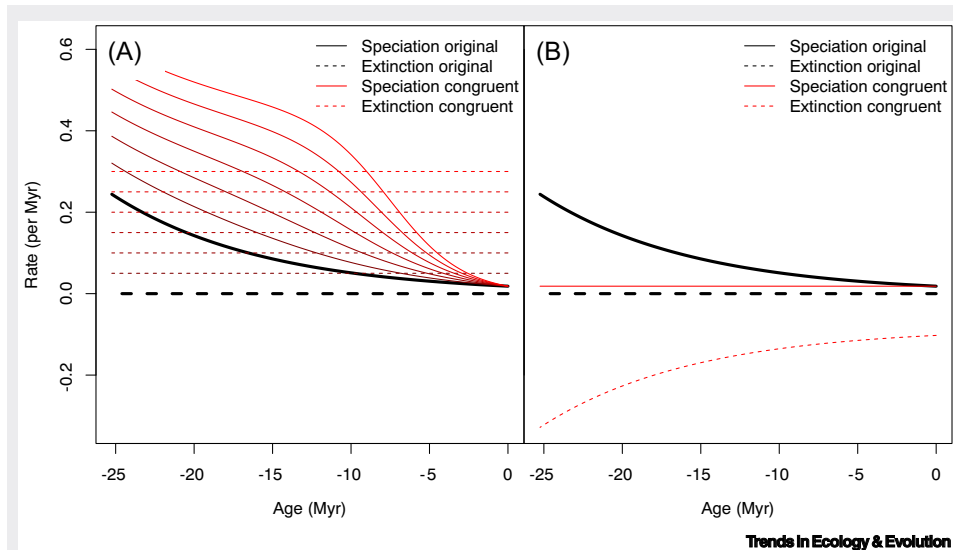 (A)
Speciation original
Extinction original
Speciation congruent
Extinction congruent
(B)
Speciation original
Extinction original
Speciation congruent
Extinction congruent
Rate (per Myr)
0.6
0.4
0.2
0.0
-0.2
-25 -20 -15 -10 -5 0
-25 -20 -15 -10 -5 0
Age (Myr)
Age (Myr)
Trends in Ecology & Evolution